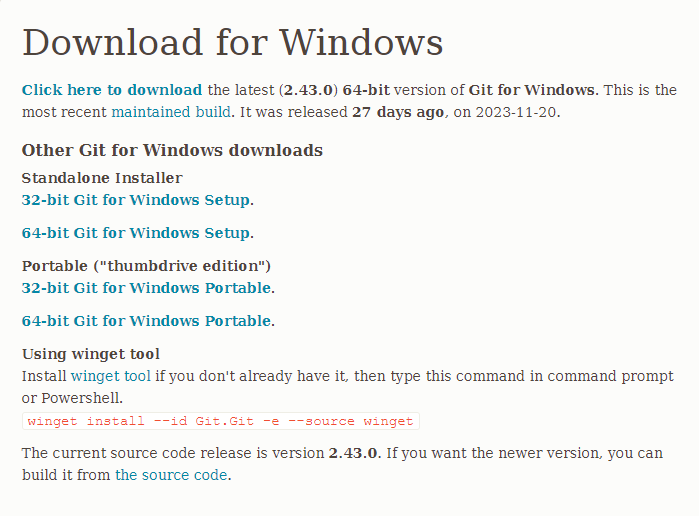 Download for Windows
Click here to download the latest (2.43.0) 64-bit version of Git for Windows. This is the
most recent maintained build. It was released 27 days ago, on 2023-11-20.
Other Git for Windows downloads
Standalone Installer
32-bit Git for Windows Setup.
64-bit Git for Windows Setup.
Portable ("thumbdrive edition")
32-bit Git for Windows Portable.
64-bit Git for Windows Portable.
Using winget tool
Install winget tool if you don't already have it, then type this command in command prompt
or Powershell.
winget install --id Git.Git -e --source winget
The current source code release is version 2.43.0. If you want the newer version, you can
build it from the source code.